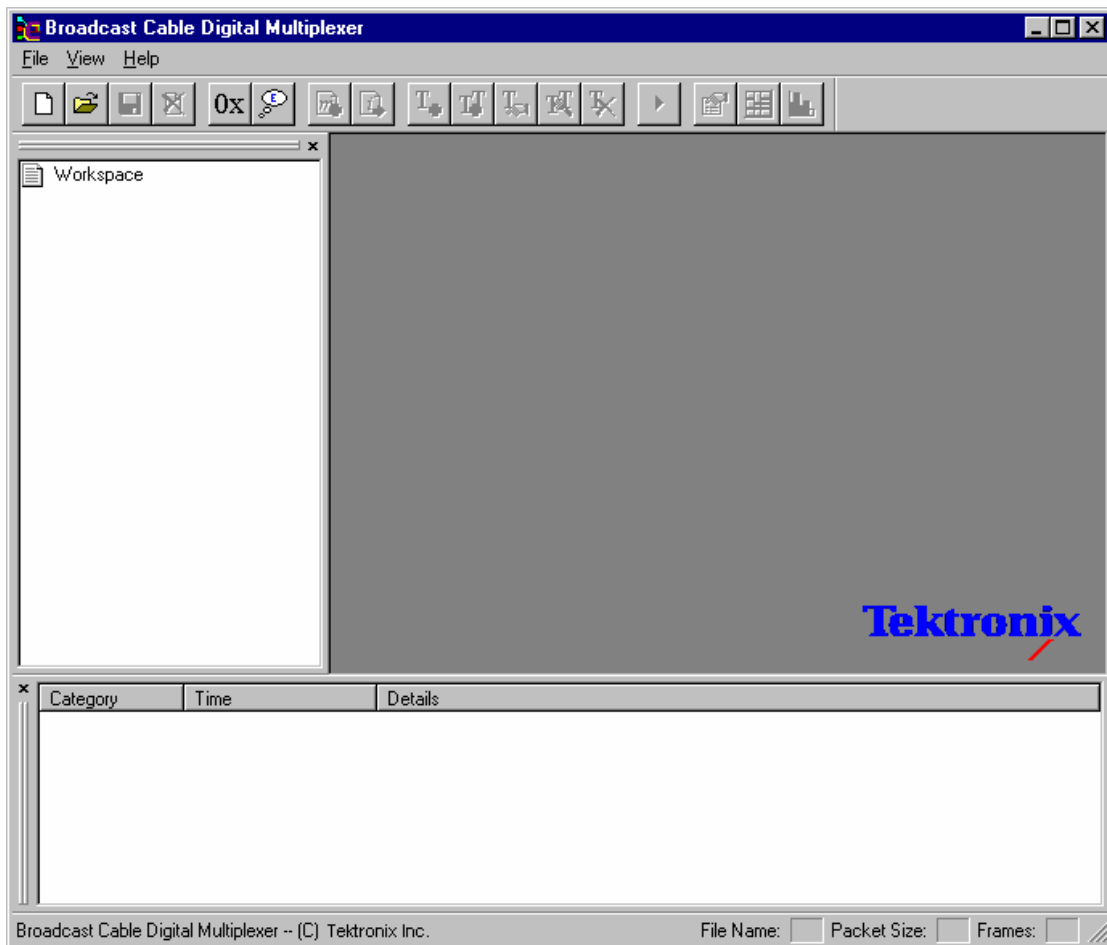 Broadcast Cable Digital Multiplexer
File View Help
0x E m i T T T T T T
Workspace
Tektronix
Category Time Details
Broadcast Cable Digital Multiplexer -- (C) Tektronix Inc. File Name: Packet Size: Frames: